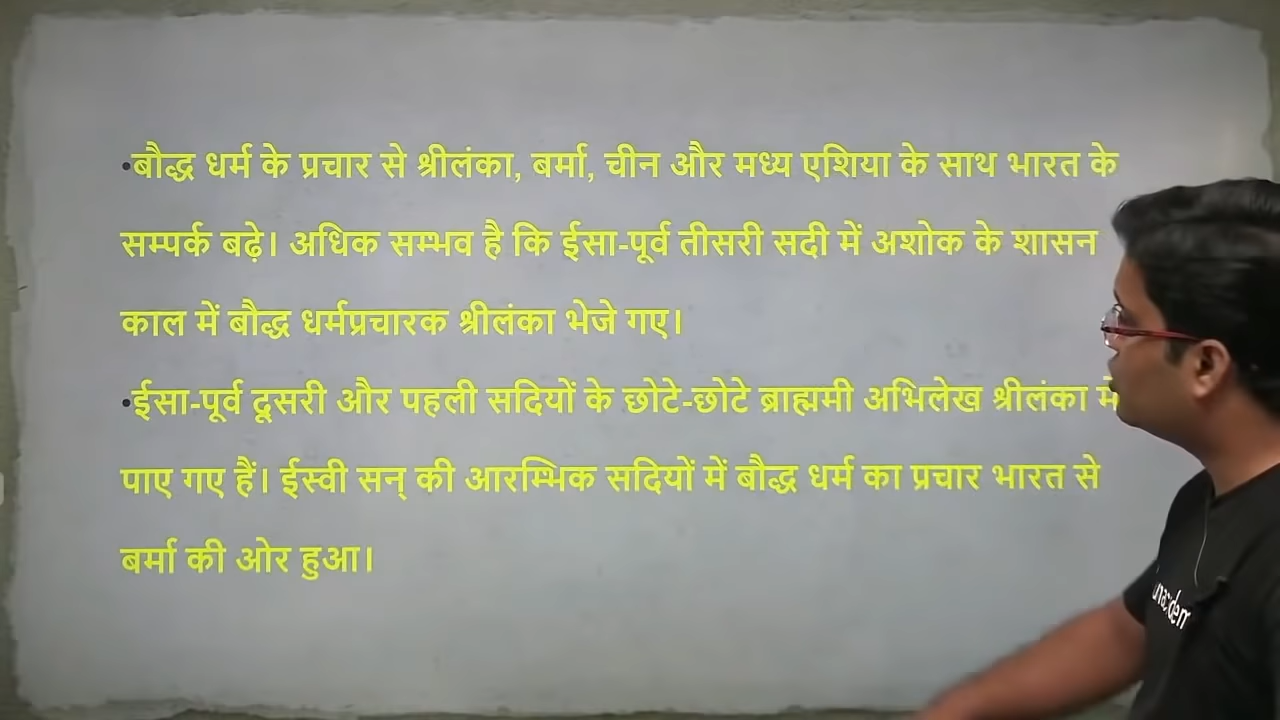 •बौद्ध धर्म के प्रचार से श्रीलंका, बर्मा, चीन और मध्य एशिया के साथ भारत के
सम्पर्क बढ़े। अधिक सम्भव है कि ईसा-पूर्व तीसरी सदी में अशोक के शासन
काल में बौद्ध धर्मप्रचारक श्रीलंका भेजे गए।
•ईसा-पूर्व दूसरी और पहली सदियों के छोटे-छोटे ब्राह्ममी अभिलेख श्रीलंका में
पाए गए हैं। ईस्वी सन् की आरम्भिक सदियों में बौद्ध धर्म का प्रचार भारत से
बर्मा की ओर हुआ।